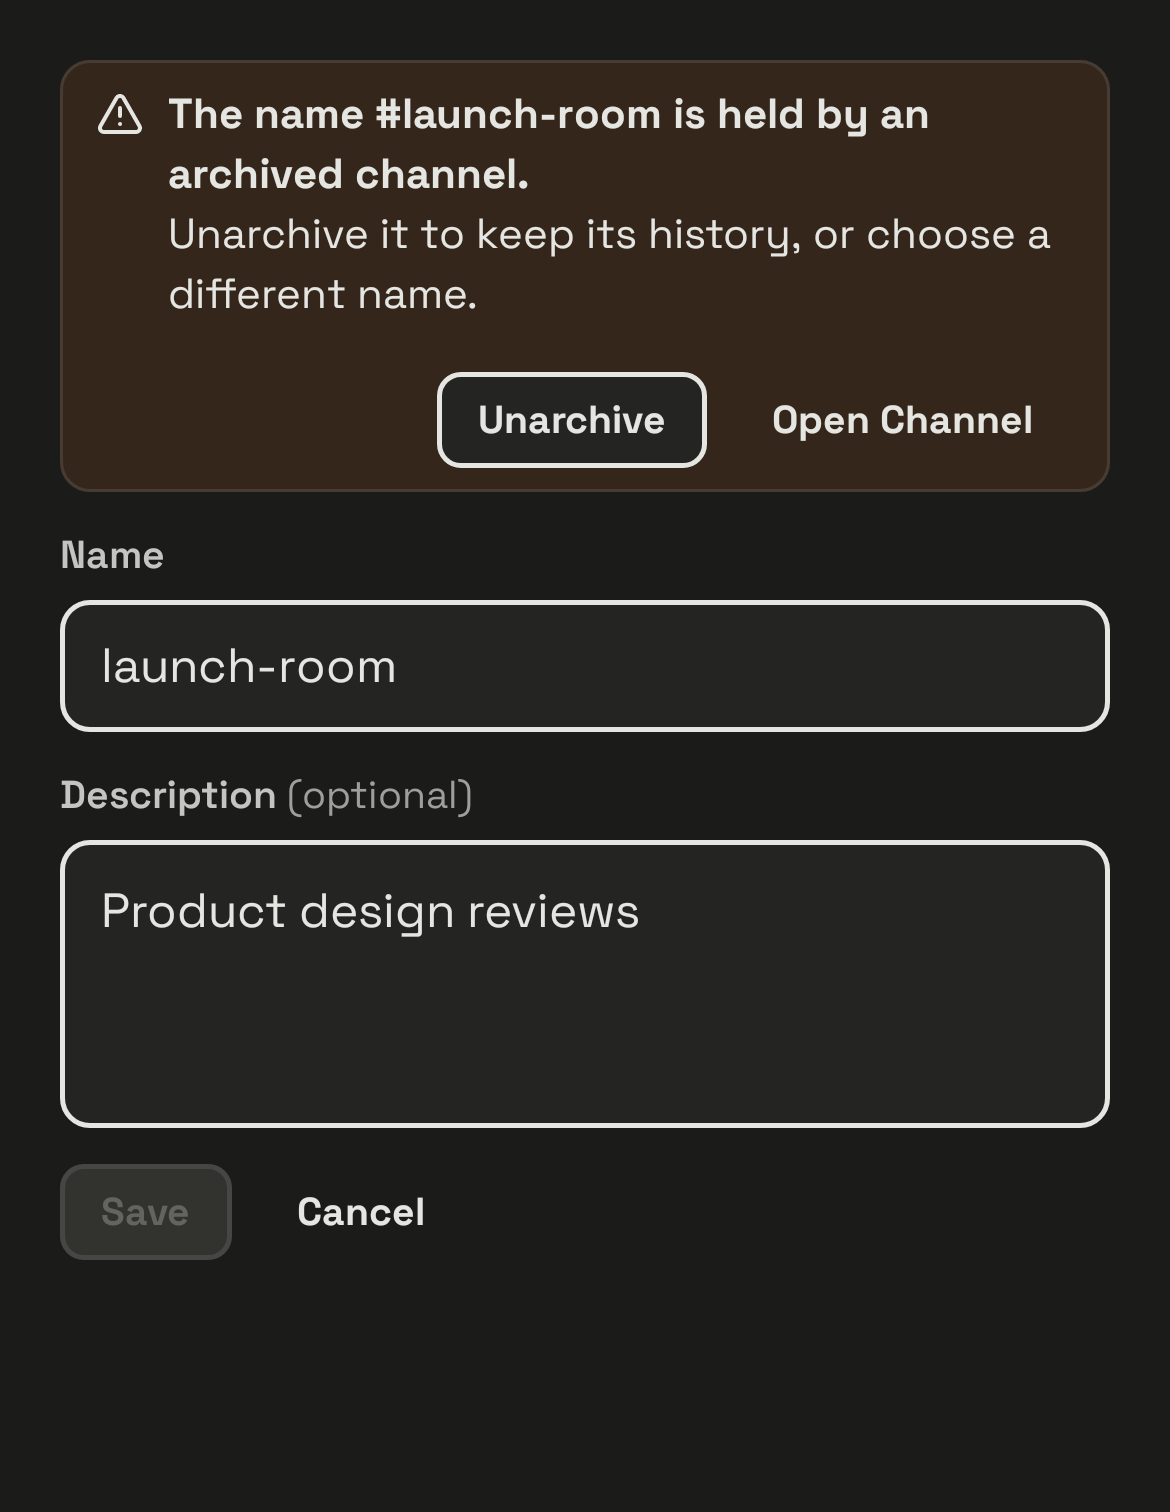 The name #launch-room is held by an
archived channel.
Unarchive it to keep its history, or choose a
different name.
Unarchive Open Channel
Name
launch-room
Description (optional)
Product design reviews
Save Cancel